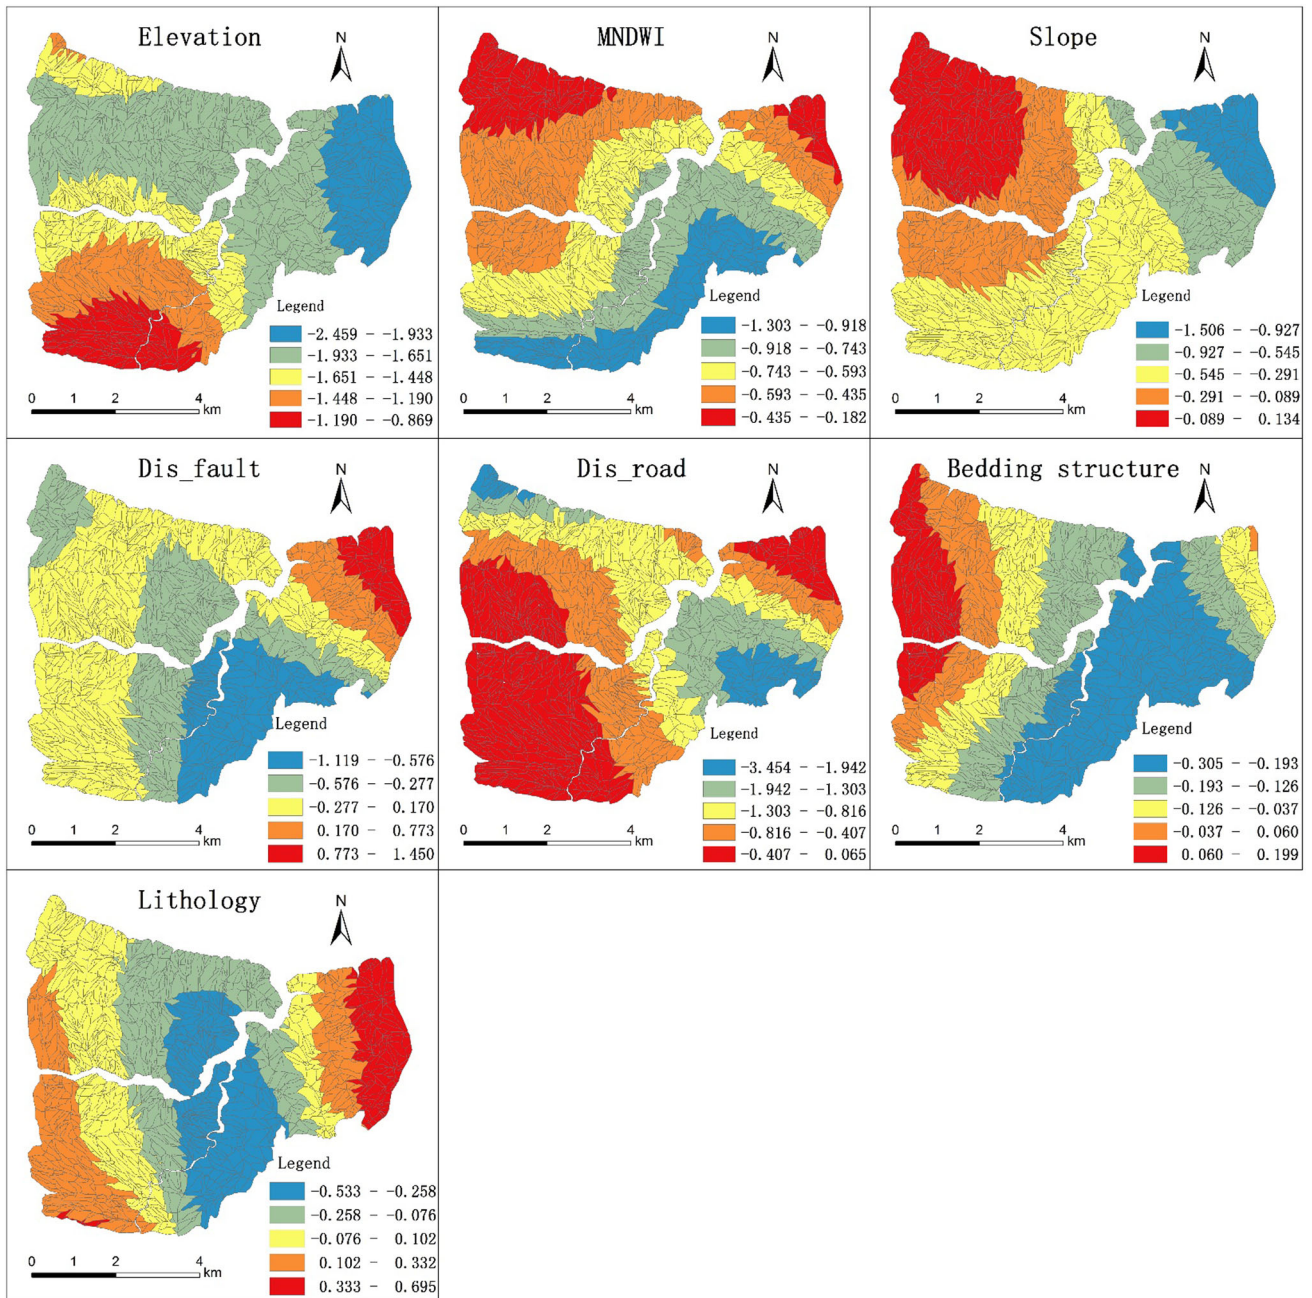 Elevation
N
Legend
-2.459 - -1.933
-1.933 - -1.651
-1.651 - -1.448
-1.448 - -1.190
-1.190 - -0.869
0 1 2 4
km
MNDWI
N
Legend
-1.303 - -0.918
-0.918 - -0.743
-0.743 - -0.593
-0.593 - -0.435
-0.435 - -0.182
0 1 2 4
km
Slope
N
Legend
-1.506 - -0.927
-0.927 - -0.545
-0.545 - -0.291
-0.291 - -0.089
-0.089 - 0.134
0 1 2 4
km
Dis_fault
N
Legend
-1.119 - -0.576
-0.576 - -0.277
-0.277 - 0.170
0.170 - 0.773
0.773 - 1.450
0 1 2 4
km
Dis_road
N
Legend
-3.454 - -1.942
-1.942 - -1.303
-1.303 - -0.816
-0.816 - -0.407
-0.407 - 0.065
0 1 2 4
km
Bedding structure
N
Legend
-0.305 - -0.193
-0.193 - -0.126
-0.126 - -0.037
-0.037 - 0.060
0.060 - 0.199
0 1 2 4
km
Lithology
N
Legend
-0.533 - -0.258
-0.258 - -0.076
-0.076 - 0.102
0.102 - 0.332
0.333 - 0.695
0 1 2 4
km